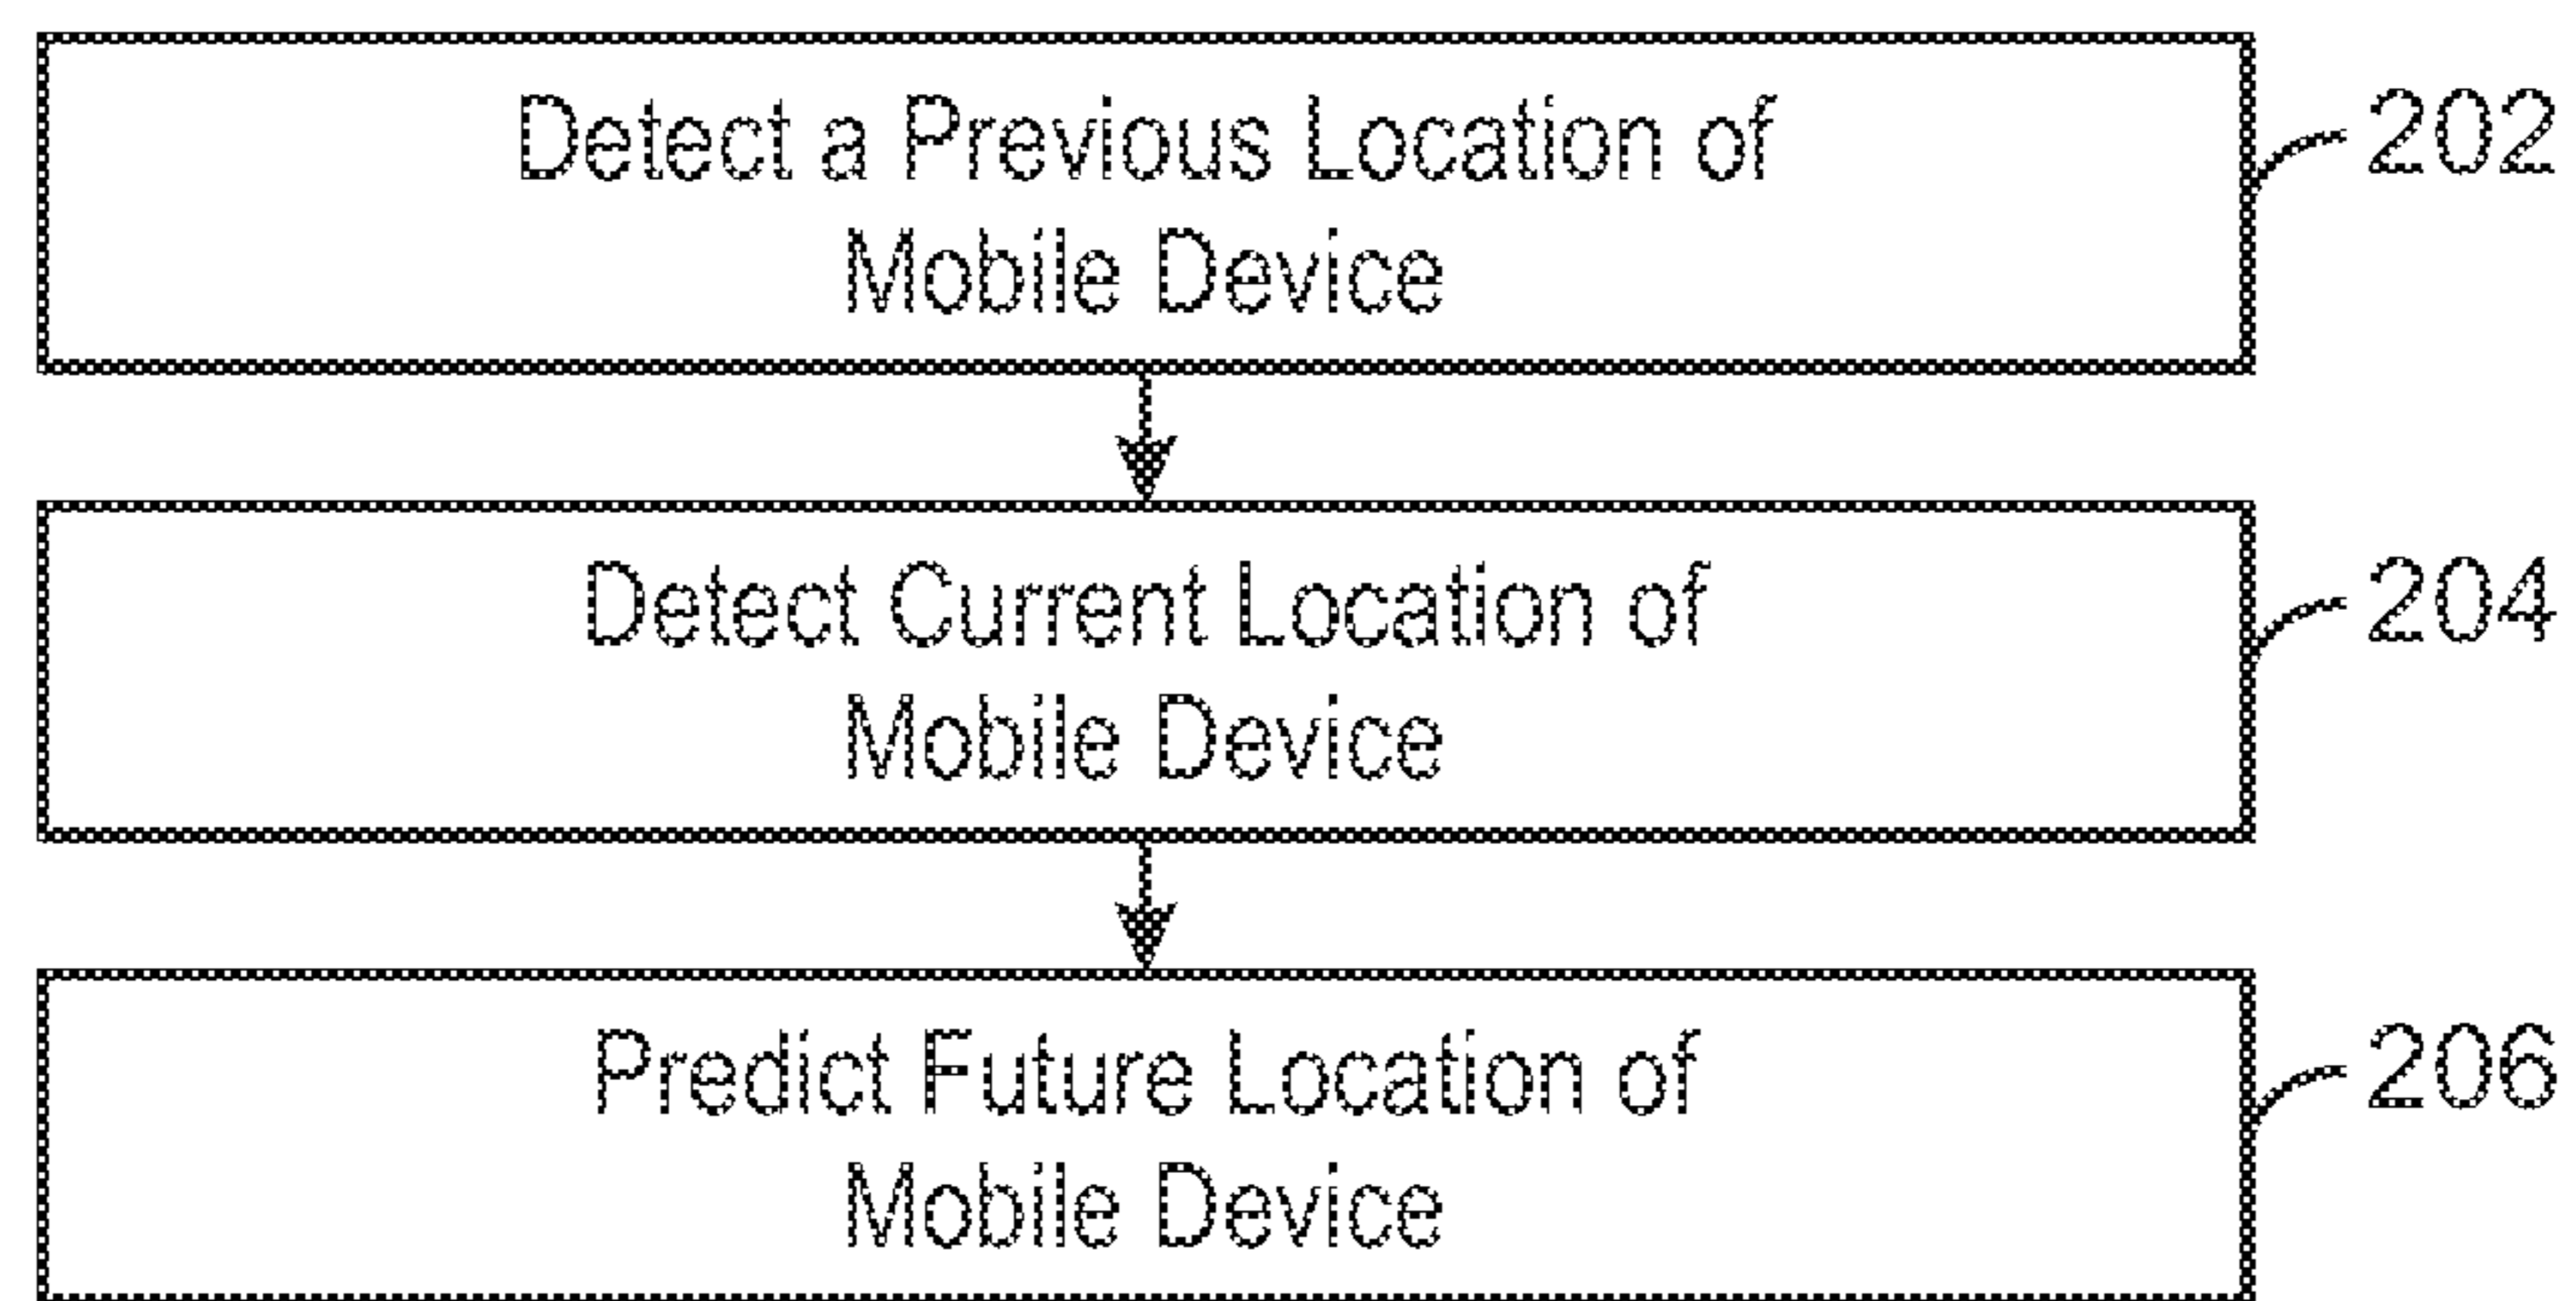 Detect a Previous Location of
Mobile Device
202
Detect Current Location of
Mobile Device
204
Predict Future Location of
Mobile Device
206